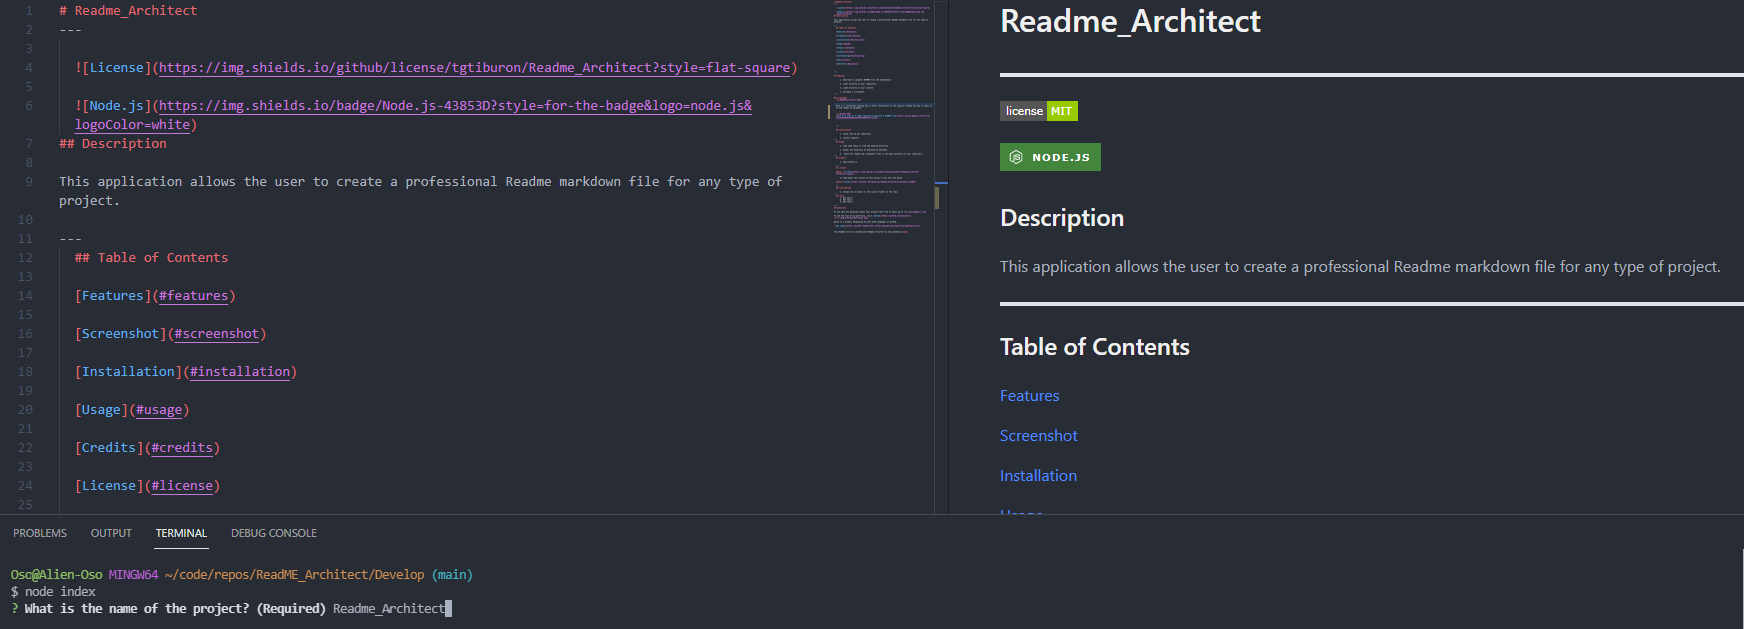 1 # Readme_Architect
2 ---
3
4 ![License](https://img.shields.io/github/license/tgtiburon/Readme_Architect?style=flat-square)
5
6 ![Node.js](https://img.shields.io/badge/Node.js-43853D?style=for-the-badge&logo=node.js&
logoColor=white)
7 ## Description
8
9 This application allows the user to create a professional Readme markdown file for any type of
project.
10
11 ---
12 ## Table of Contents
13
14 [Features](#features)
15
16 [Screenshot](#screenshot)
17
18 [Installation](#installation)
19
20 [Usage](#usage)
21
22 [Credits](#credits)
23
24 [License](#license)
25
Readme_Architect
license MIT
NODE.JS
Description
This application allows the user to create a professional Readme markdown file for any type of project.
Table of Contents
Features
Screenshot
Installation
Usage
PROBLEMS OUTPUT TERMINAL DEBUG CONSOLE
Oso@Alien-Oso MINGW64 ~/code/repos/ReadME_Architect/Develop (main)
$ node index
? What is the name of the project? (Required) Readme_Architect